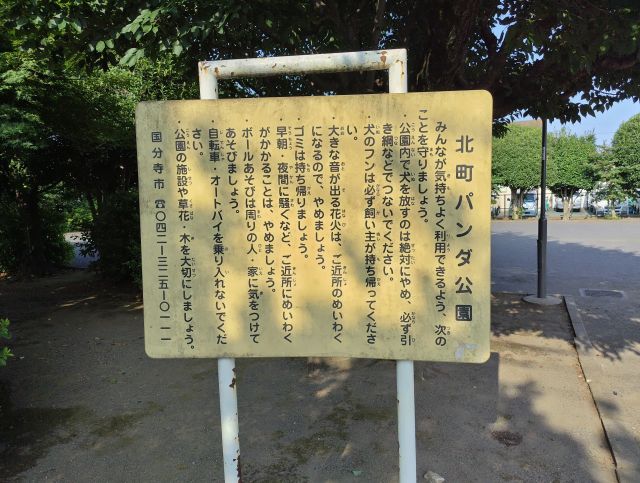 北町パンダ公園
みんなが気持ちよく利用できるよう、次の
ことを守りましょう。
・公園内で犬を放すのは絶対にやめ、必ず引
き綱などでつないでください。
・犬のフンは必ず飼い主が持ち帰ってくださ
い。
・大きな音が出る花火は、ご近所のめいわく
になるので、やめましょう。
・ゴミは持ち帰りましょう。
・早朝・夜間に騒ぐなど、ご近所にめいわく
がかかることは、やめましょう。
・ボールあそびは周りの人・家に気をつけて
あそびましょう。
・自転車・オートバイを乗り入れないでくだ
さい。
・公園の施設や草花・木を大切にしましょう。
国分寺市 ☎〇四二ー三二五ー〇一一一